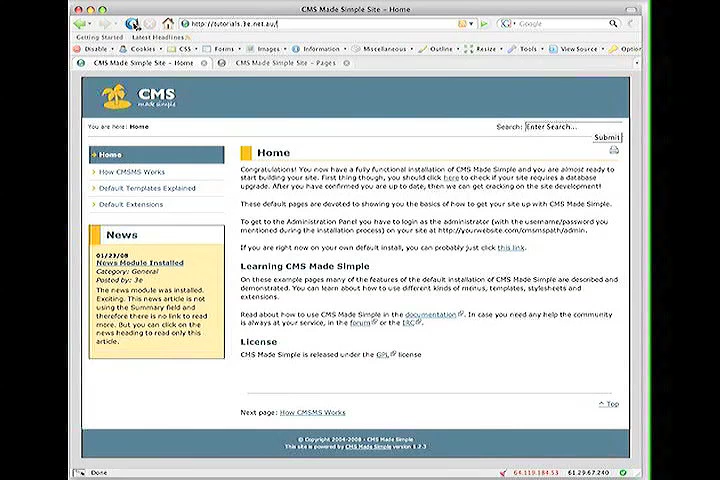 CMS Made Simple Site - Home
http://tutorials.3e.net.au/
Google
Getting Started Latest Headlines
Disable Cookies CSS Forms Images Information Miscellaneous Outline Resize Tools View Source Option
CMS Made Simple Site - Home CMS Made Simple Site - Pages
CMS
made simple
You are here: Home
Search: Enter Search...
Submit
Home
How CMSMS Works
Default Templates Explained
Default Extensions
News
01/23/08
News Module Installed
Category: General
Posted by: 3e
The news module was installed.
Exciting. This news article is not
using the Summary field and
therefore there is no link to read
more. But you can click on the
news heading to read only this
article.
Home
Congratulations! You now have a fully functional installation of CMS Made Simple and you are almost ready to
start building your site. First thing though, you should click here to check if your site requires a database
upgrade. After you have confirmed you are up to date, then we can get cracking on the site development!
These default pages are devoted to showing you the basics of how to get your site up with CMS Made Simple.
To get to the Administration Panel you have to login as the administrator (with the username/password you
mentioned during the installation process) on your site at http://yourwebsite.com/cmsmspath/admin.
If you are right now on your own default install, you can probably just click this link.
Learning CMS Made Simple
On these example pages many of the features of the default installation of CMS Made Simple are described and
demonstrated. You can learn about how to use different kinds of menus, templates, stylesheets and
extensions.
Read about how to use CMS Made Simple in the documentation. In case you need any help the community
is always at your service, in the forum or the IRC.
License
CMS Made Simple is released under the GPL license
^ Top
Next page: How CMSMS Works
© Copyright 2004-2008 - CMS Made Simple
This site is powered by CMS Made Simple version 1.2.3
Done
64.119.184.53 61.29.67.240